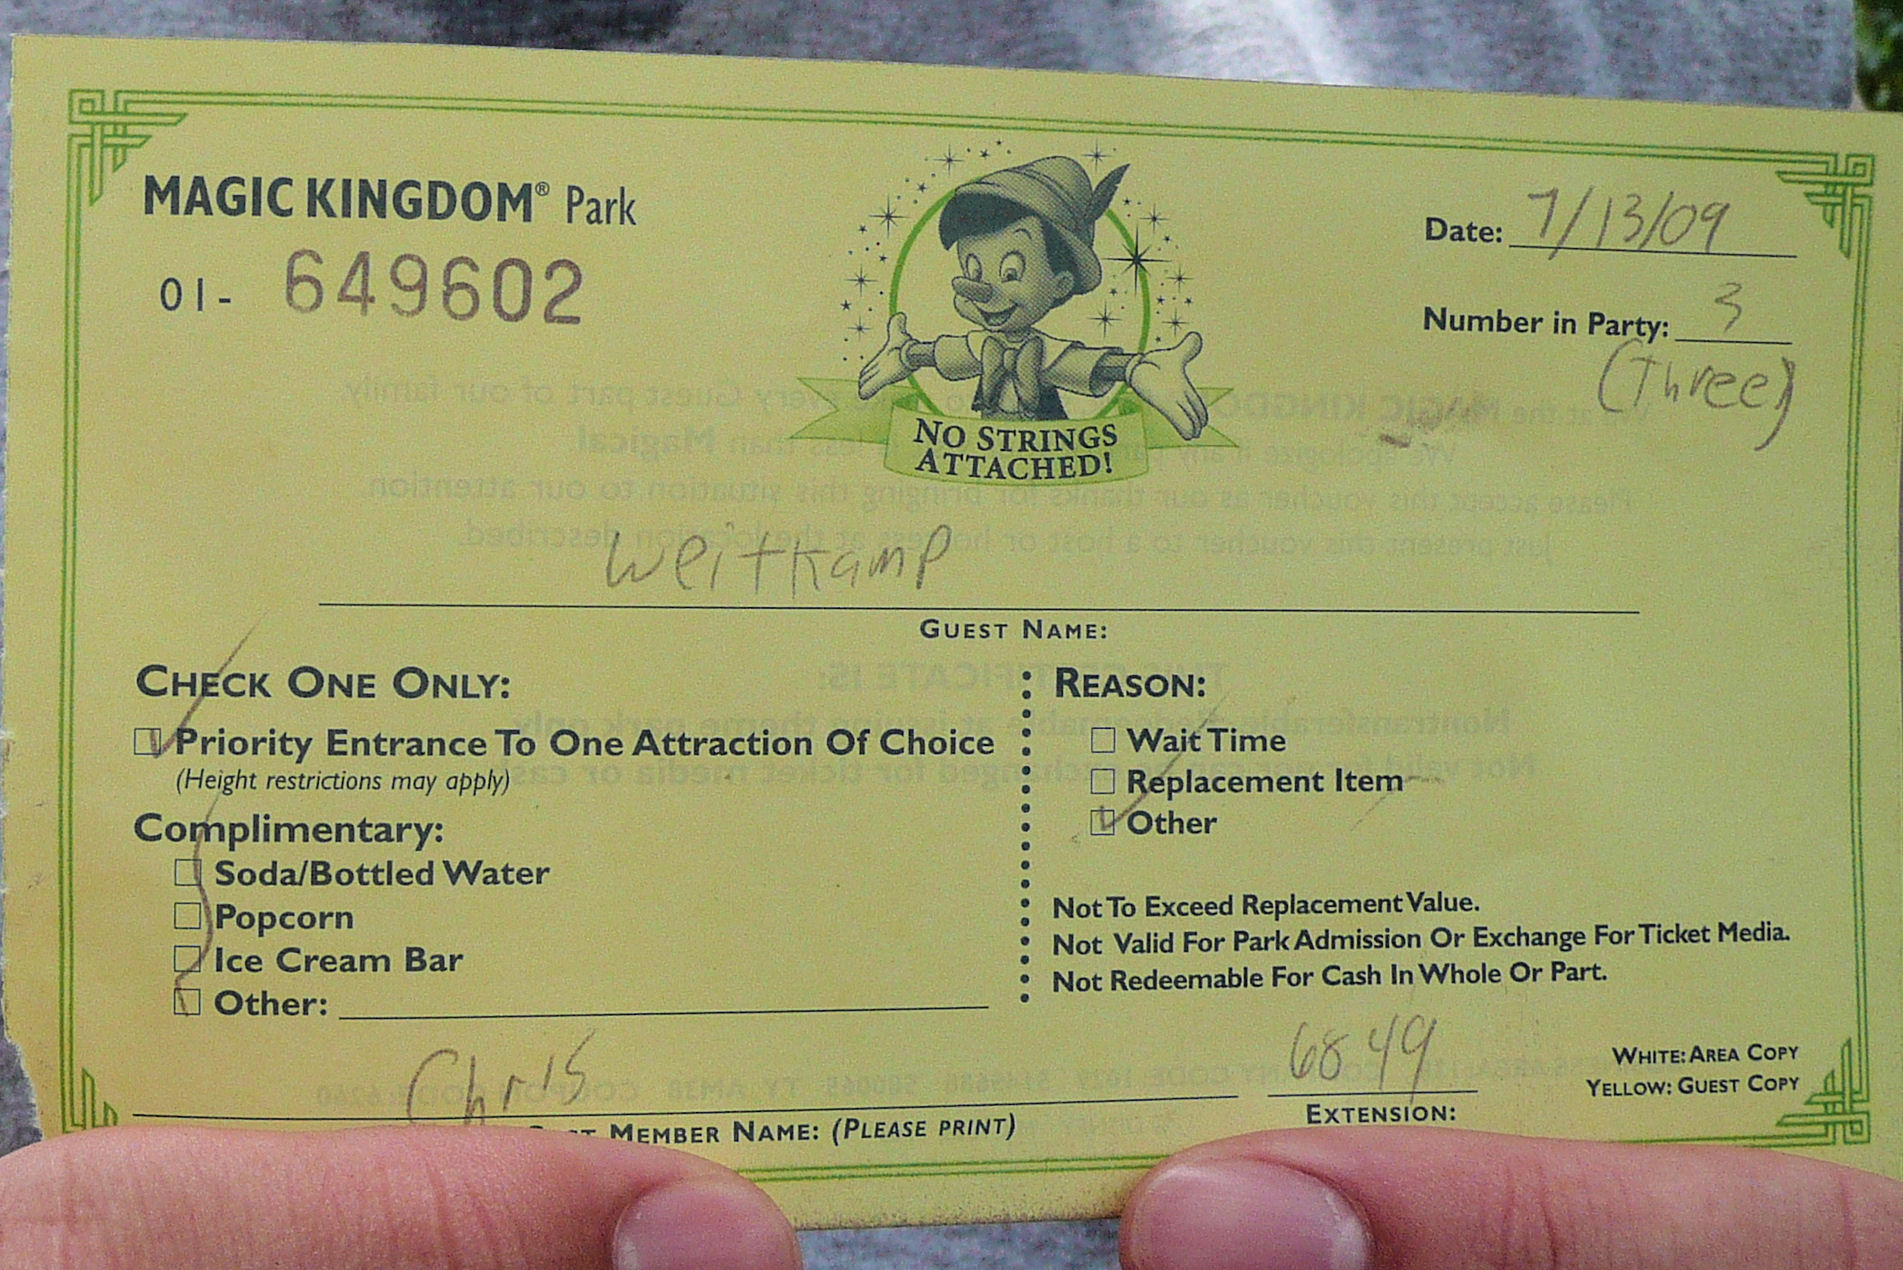 MAGIC KINGDOM® Park
01- 649602
Date: 7/13/09
Number in Party: 3
(Three)
NO STRINGS
ATTACHED!
Weitkamp
GUEST NAME:
CHECK ONE ONLY:
Priority Entrance To One Attraction Of Choice
(Height restrictions may apply)
Complimentary:
Soda/Bottled Water
Popcorn
Ice Cream Bar
Other:
REASON:
Wait Time
Replacement Item
Other
Not To Exceed Replacement Value.
Not Valid For Park Admission Or Exchange For Ticket Media.
Not Redeemable For Cash In Whole Or Part.
Chris
MEMBER NAME: (PLEASE PRINT)
6849
EXTENSION:
WHITE: AREA COPY
YELLOW: GUEST COPY